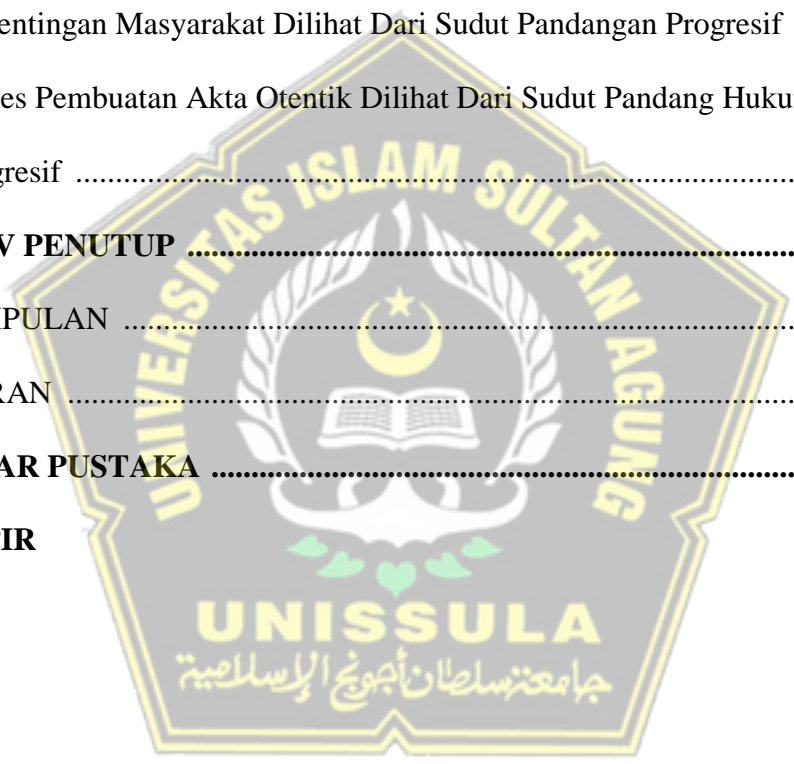 entingan Masyarakat Dilihat Dari Sudut Pandangan Progresif
es Pembuatan Akta Otentik Dilihat Dari Sudut Pandang Huku
gresif ..........................................................................................
V PENUTUP ............................................................................
IPULAN ....................................................................................
RAN ...........................................................................................
AR PUSTAKA .........................................................................
IR
UNIVERSITAS ISLAM SULTAN AGUNG
UNISSULA
جامعة سلطان أجونج الإسلامية